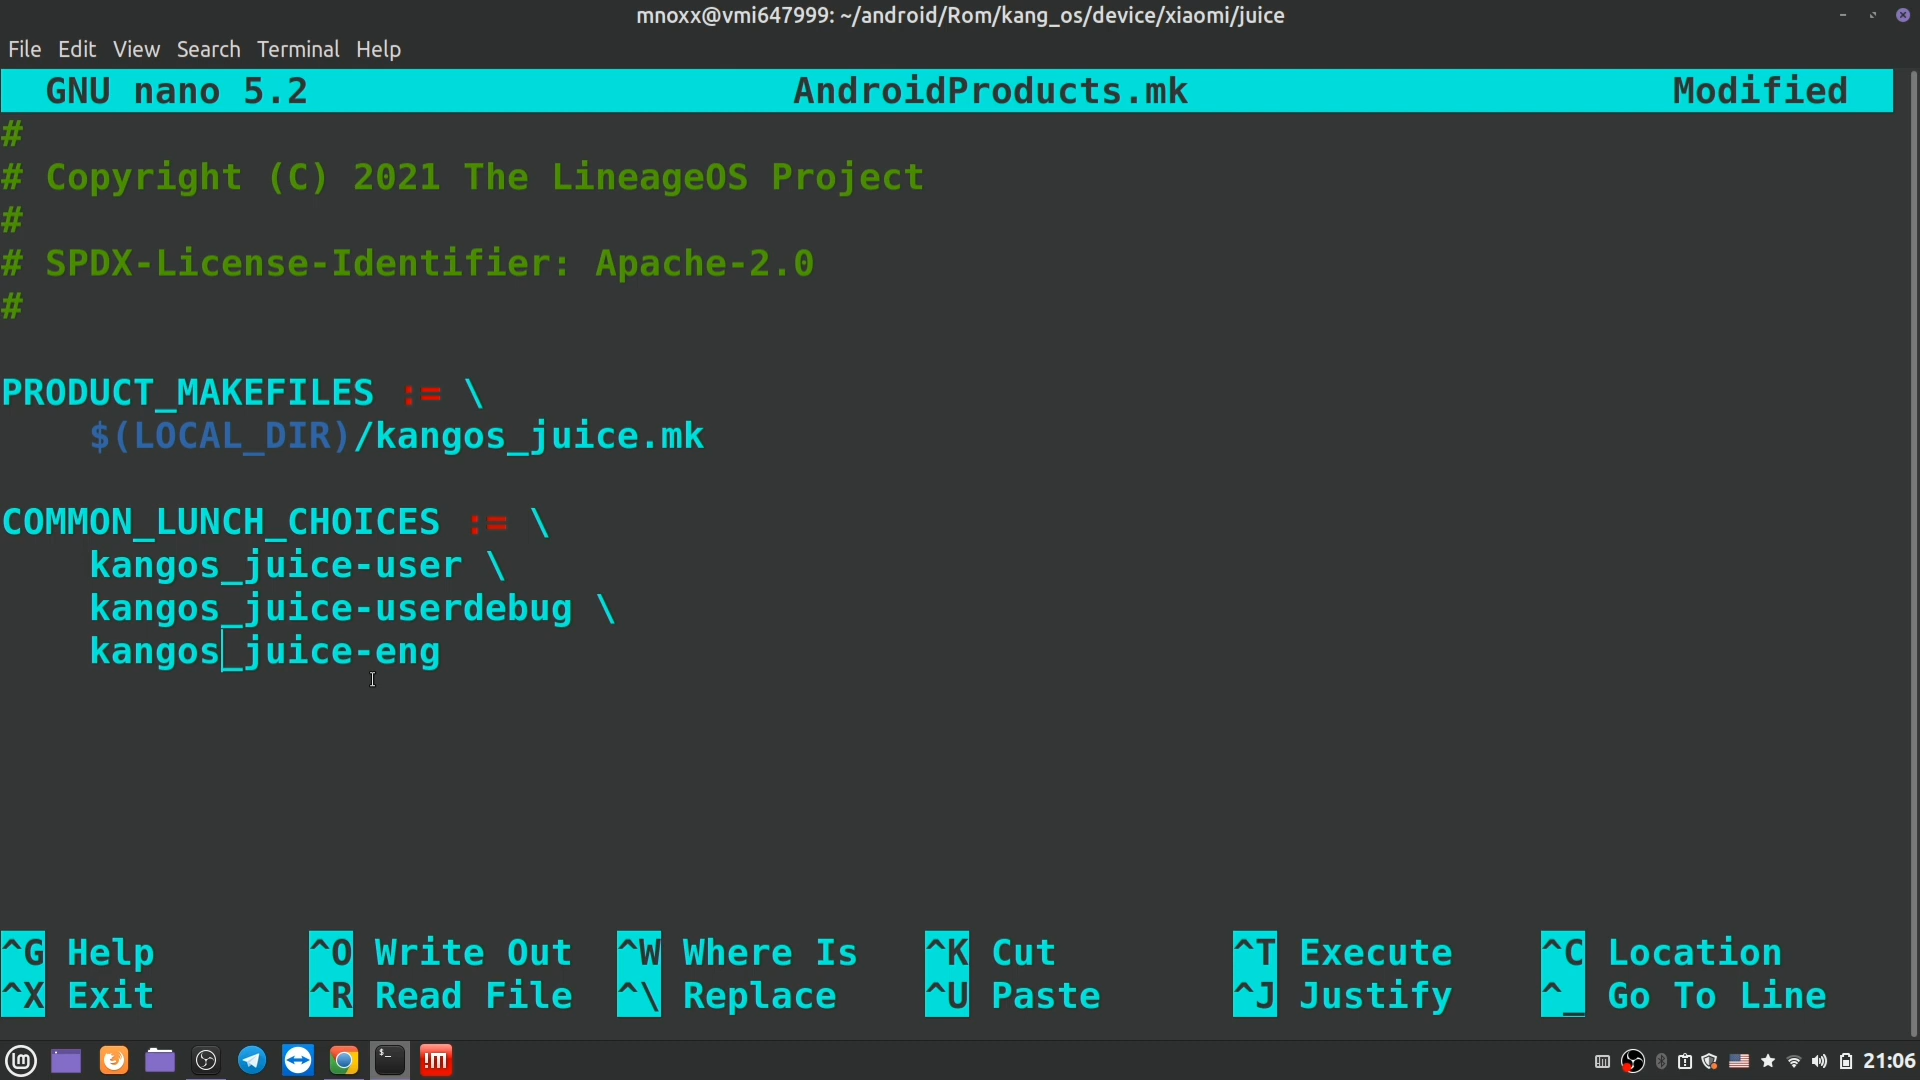 mnoxx@vmi647999: ~/android/Rom/kang_os/device/xiaomi/juice
File Edit View Search Terminal Help
GNU nano 5.2 AndroidProducts.mk Modified
#
# Copyright (C) 2021 The LineageOS Project
#
# SPDX-License-Identifier: Apache-2.0
#
PRODUCT_MAKEFILES := \
$(LOCAL_DIR)/kangos_juice.mk
COMMON_LUNCH_CHOICES := \
kangos_juice-user \
kangos_juice-userdebug \
kangos_juice-eng
^G Help ^O Write Out ^W Where Is ^K Cut ^T Execute ^C Location
^X Exit ^R Read File ^\ Replace ^U Paste ^J Justify ^_ Go To Line
21:06